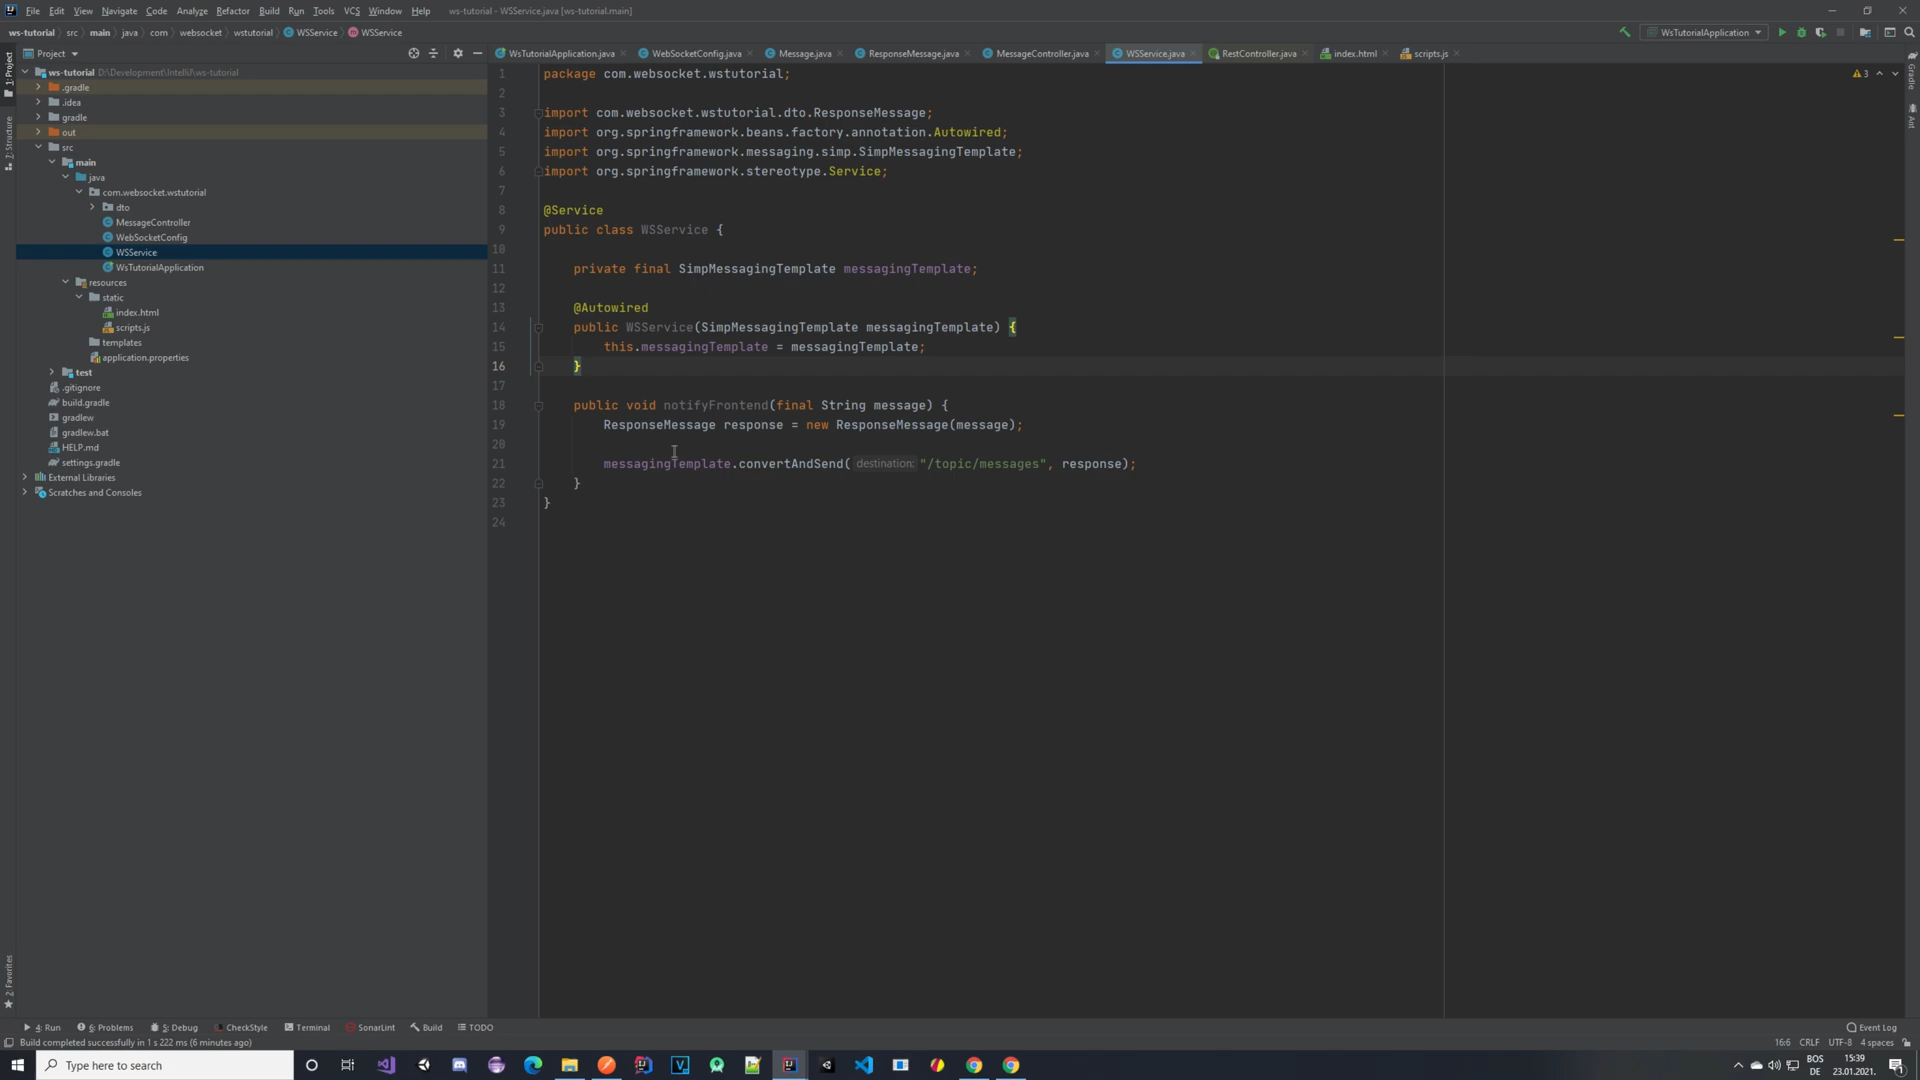 File Edit View Navigate Code Analyze Refactor Build Run Tools VCS Window Help ws-tutorial - WSService.java [ws-tutorial.main]
ws-tutorial src main java com websocket wstutorial WSService WSService WsTutorialApplication
Project
WsTutorialApplication.java WebSocketConfig.java Message.java ResponseMessage.java MessageController.java WSService.java RestController.java index.html scripts.js
1: Project
7: Structure
2: Favorites
Gradle
Ant
ws-tutorial D:\Development\IntelliJ\ws-tutorial
.gradle
.idea
gradle
out
src
main
java
com.websocket.wstutorial
dto
MessageController
WebSocketConfig
WSService
WsTutorialApplication
resources
static
index.html
scripts.js
templates
application.properties
test
.gitignore
build.gradle
gradlew
gradlew.bat
HELP.md
settings.gradle
External Libraries
Scratches and Consoles
3
1 package com.websocket.wstutorial;
2
3 import com.websocket.wstutorial.dto.ResponseMessage;
4 import org.springframework.beans.factory.annotation.Autowired;
5 import org.springframework.messaging.simp.SimpMessagingTemplate;
6 import org.springframework.stereotype.Service;
7
8 @Service
9 public class WSService {
10
11 private final SimpMessagingTemplate messagingTemplate;
12
13 @Autowired
14 public WSService(SimpMessagingTemplate messagingTemplate) {
15 this.messagingTemplate = messagingTemplate;
16 }
17
18 public void notifyFrontend(final String message) {
19 ResponseMessage response = new ResponseMessage(message);
20
21 messagingTemplate.convertAndSend( destination: "/topic/messages", response);
22 }
23 }
24
4: Run 6: Problems 5: Debug CheckStyle Terminal SonarLint Build TODO Event Log
Build completed successfully in 1 s 222 ms (6 minutes ago) 16:6 CRLF UTF-8 4 spaces
Type here to search
BOS
DE
15:39
23.01.2021.
1